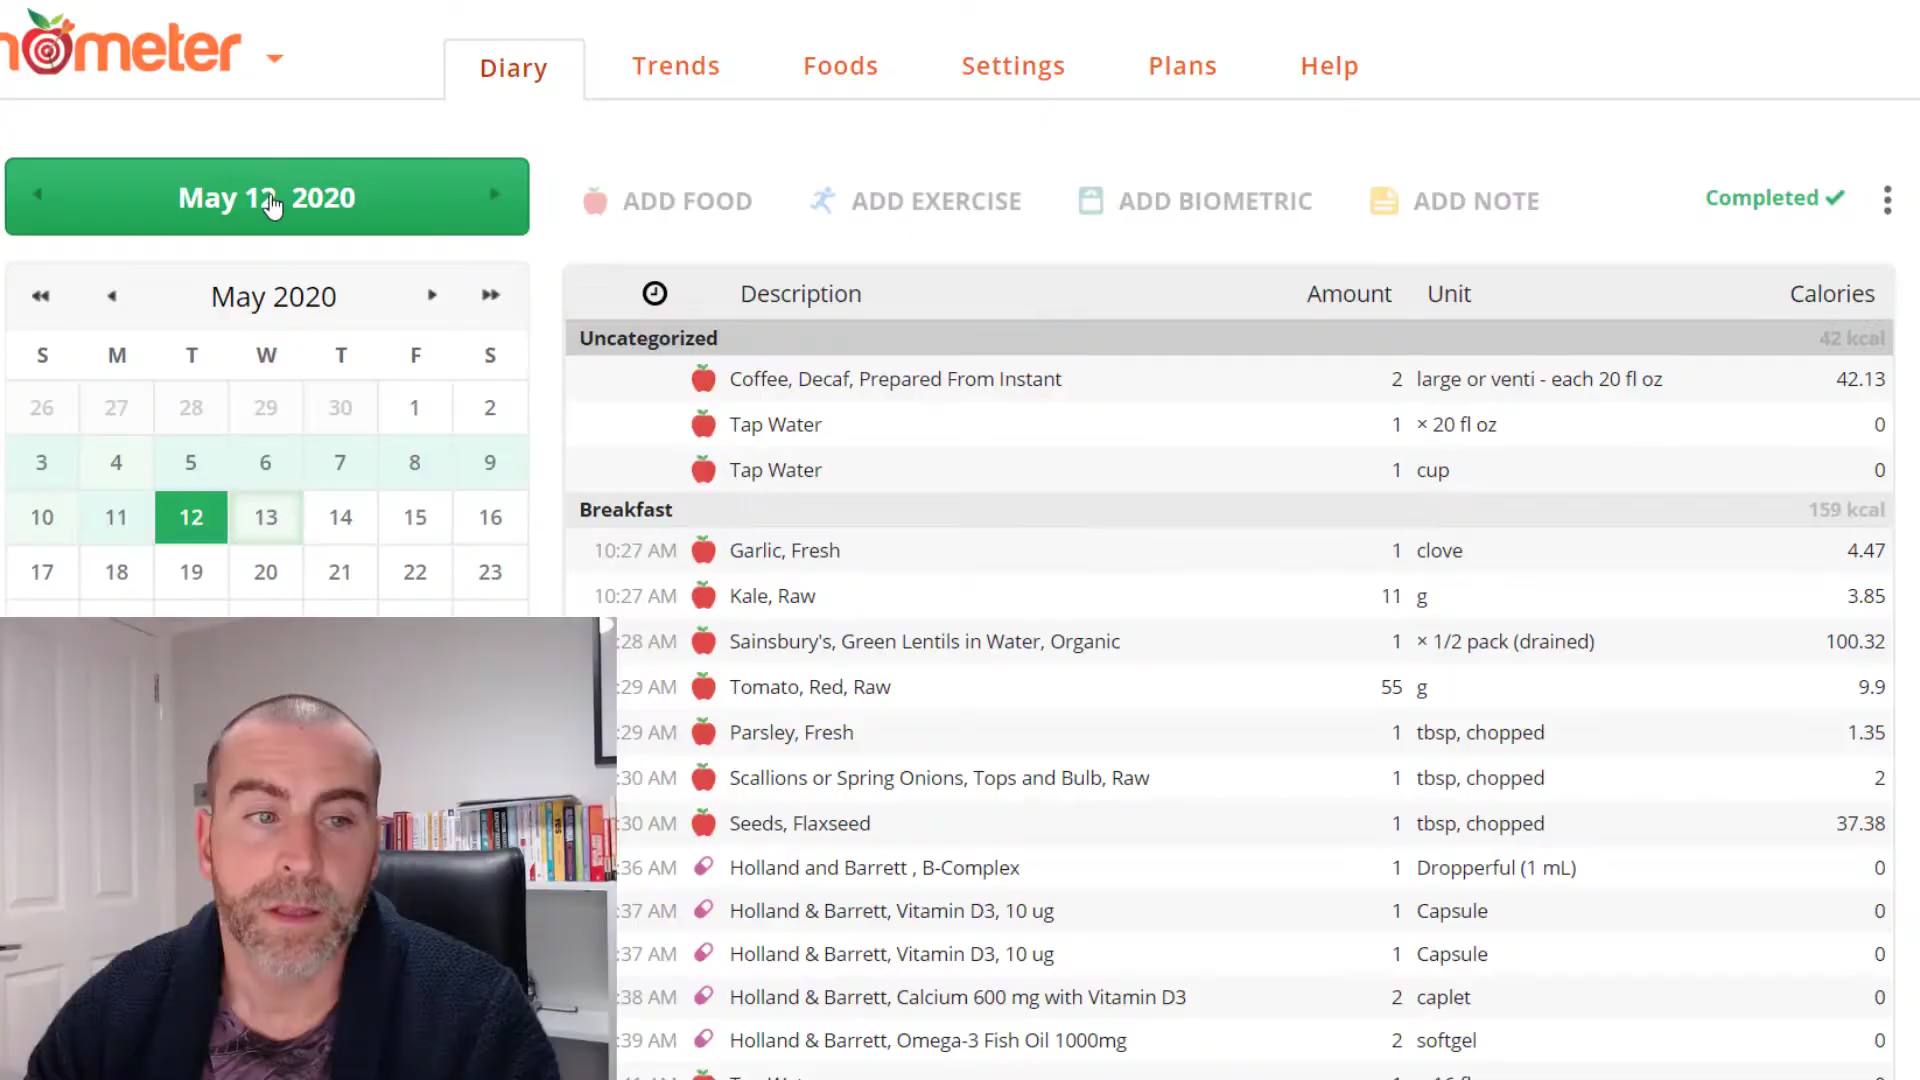 nometer
Diary Trends Foods Settings Plans Help
May 12, 2020
ADD FOOD ADD EXERCISE ADD BIOMETRIC ADD NOTE Completed
May 2020
S M T W T F S
26 27 28 29 30 1 2
3 4 5 6 7 8 9
10 11 12 13 14 15 16
17 18 19 20 21 22 23
Description Amount Unit Calories
Uncategorized 42 kcal
Coffee, Decaf, Prepared From Instant 2 large or venti - each 20 fl oz 42.13
Tap Water 1 × 20 fl oz 0
Tap Water 1 cup 0
Breakfast 159 kcal
10:27 AM Garlic, Fresh 1 clove 4.47
10:27 AM Kale, Raw 11 g 3.85
:28 AM Sainsbury's, Green Lentils in Water, Organic 1 × 1/2 pack (drained) 100.32
:29 AM Tomato, Red, Raw 55 g 9.9
:29 AM Parsley, Fresh 1 tbsp, chopped 1.35
:30 AM Scallions or Spring Onions, Tops and Bulb, Raw 1 tbsp, chopped 2
:30 AM Seeds, Flaxseed 1 tbsp, chopped 37.38
:36 AM Holland and Barrett , B-Complex 1 Dropperful (1 mL) 0
:37 AM Holland & Barrett, Vitamin D3, 10 ug 1 Capsule 0
:37 AM Holland & Barrett, Vitamin D3, 10 ug 1 Capsule 0
:38 AM Holland & Barrett, Calcium 600 mg with Vitamin D3 2 caplet 0
:39 AM Holland & Barrett, Omega-3 Fish Oil 1000mg 2 softgel 0